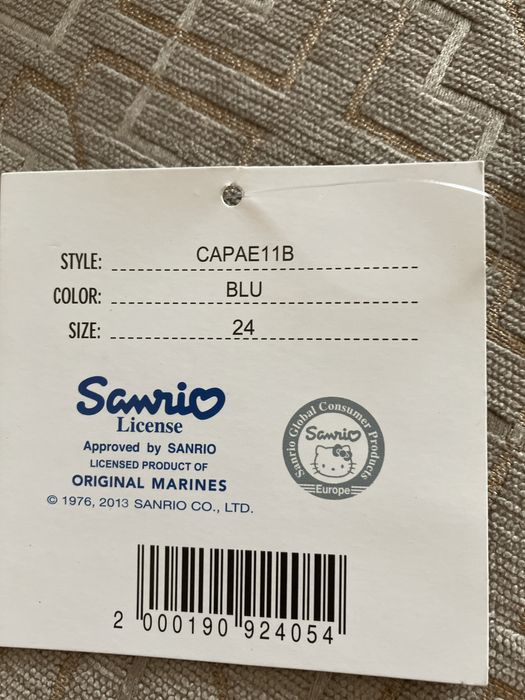 STYLE: CAPAE11B
COLOR: BLU
SIZE: 24
Sanrio
License
Approved by SANRIO
LICENSED PRODUCT OF
ORIGINAL MARINES
© 1976, 2013 SANRIO CO., LTD.
Sanrio Global Consumer Products
Sanrio
Europe
2 000190 924054